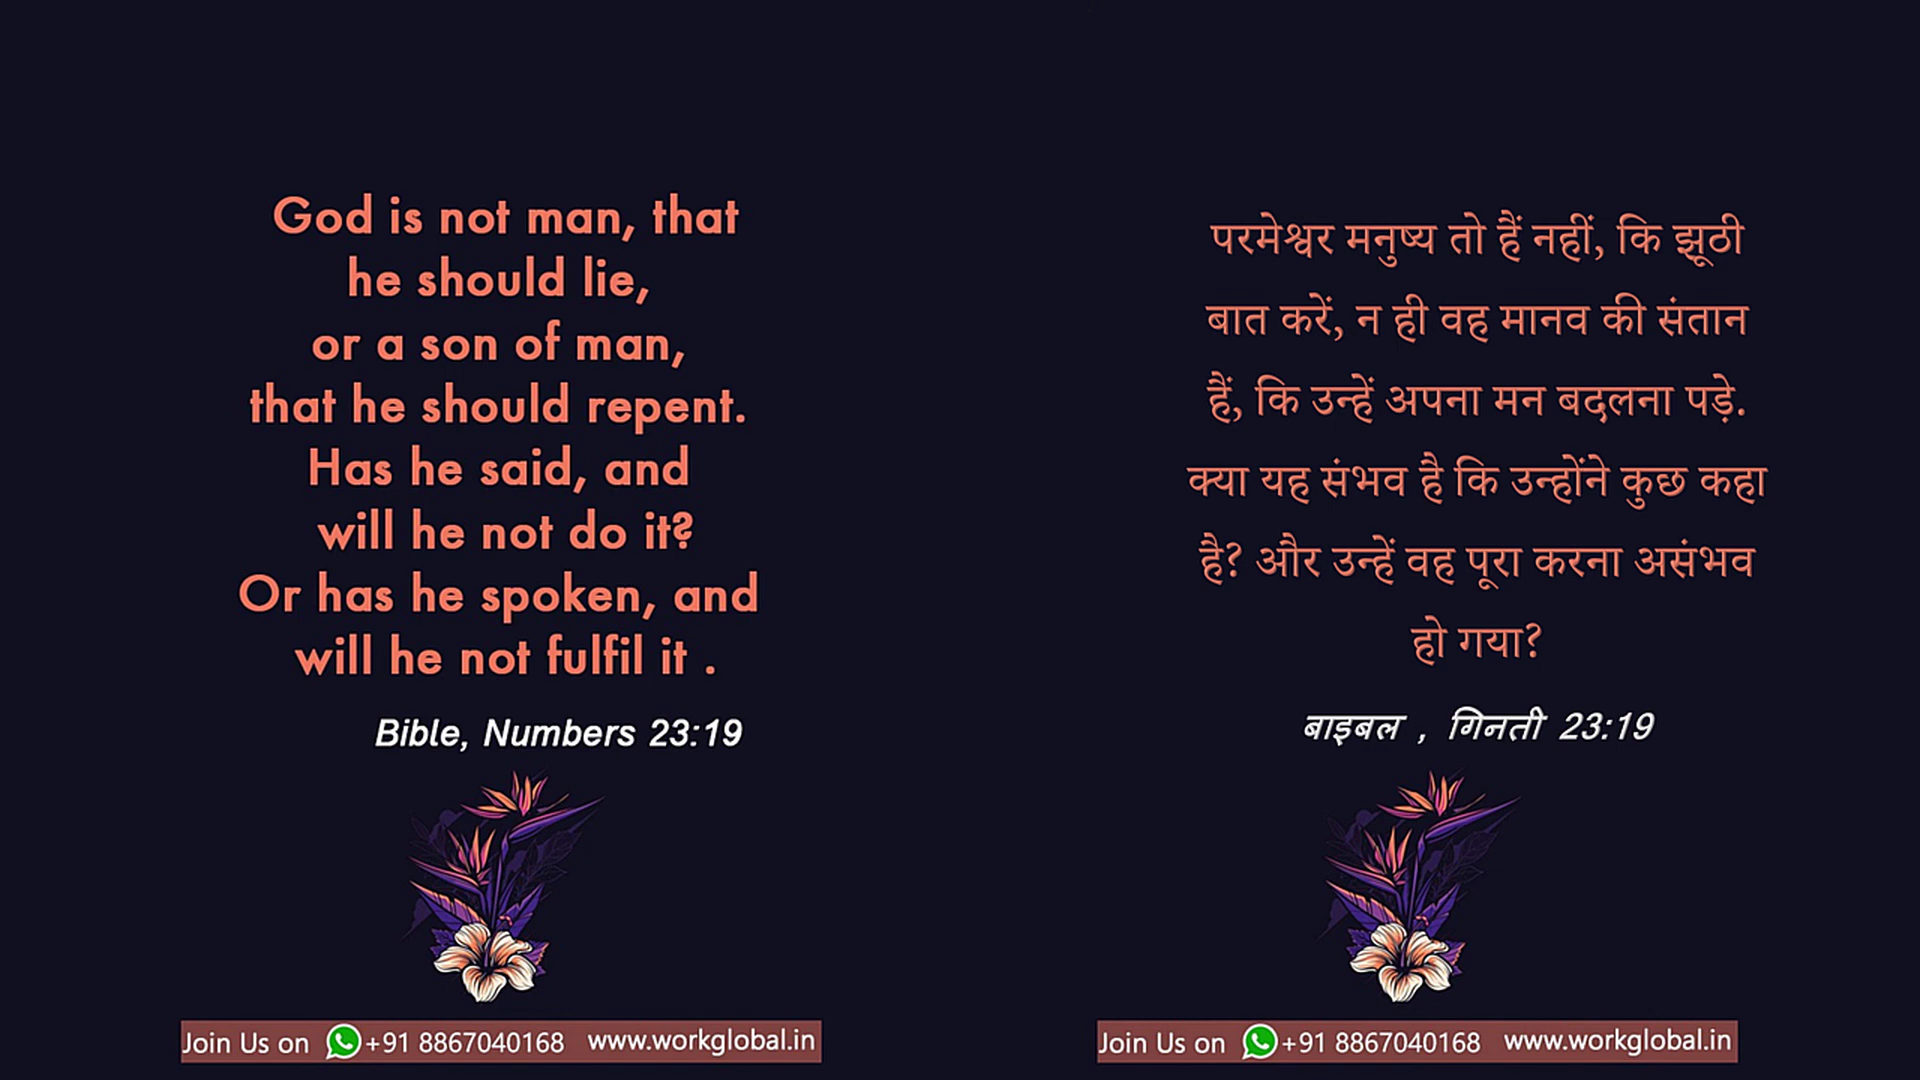 God is not man, that
he should lie,
or a son of man,
that he should repent.
Has he said, and
will he not do it?
Or has he spoken, and
will he not fulfil it .
Bible, Numbers 23:19
Join Us on +91 8867040168 www.workglobal.in
परमेश्वर मनुष्य तो हैं नहीं, कि झूठी
बात करें, न ही वह मानव की संतान
हैं, कि उन्हें अपना मन बदलना पड़े.
क्या यह संभव है कि उन्होंने कुछ कहा
है? और उन्हें वह पूरा करना असंभव
हो गया?
बाइबल , गिनती 23:19
Join Us on +91 8867040168 www.workglobal.in